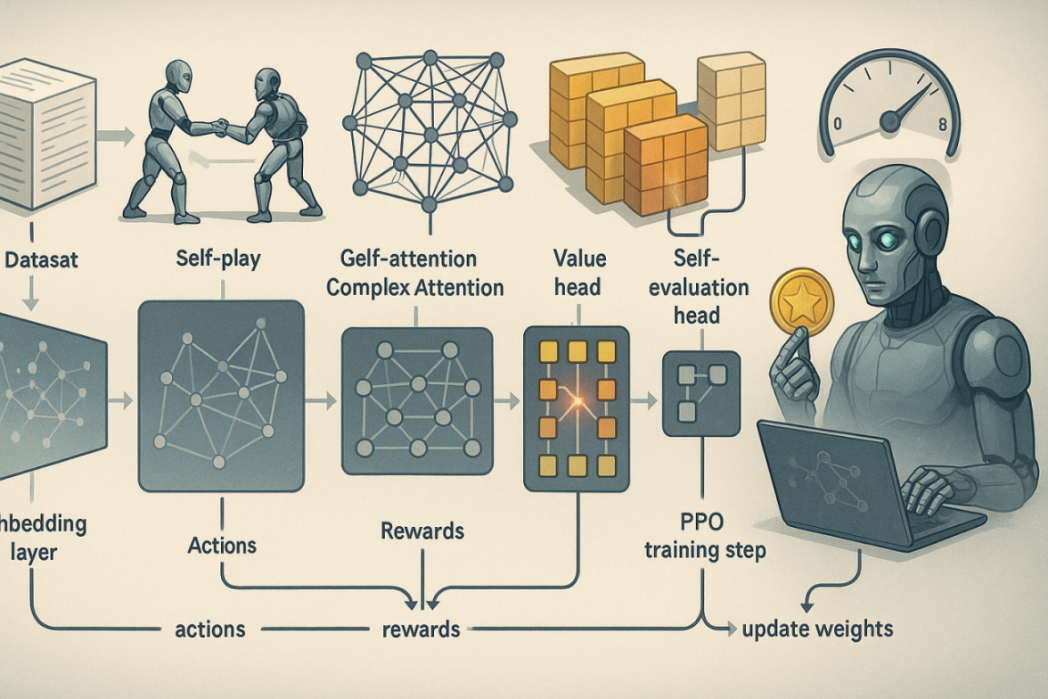 0
8
Datasat
Self-play
Gelf-attention
Complex Attention
Value
head
Self-
evaluation
head
hbedding
layer
Actions
Rewards
PPO
training step
actions
rewards
update weights